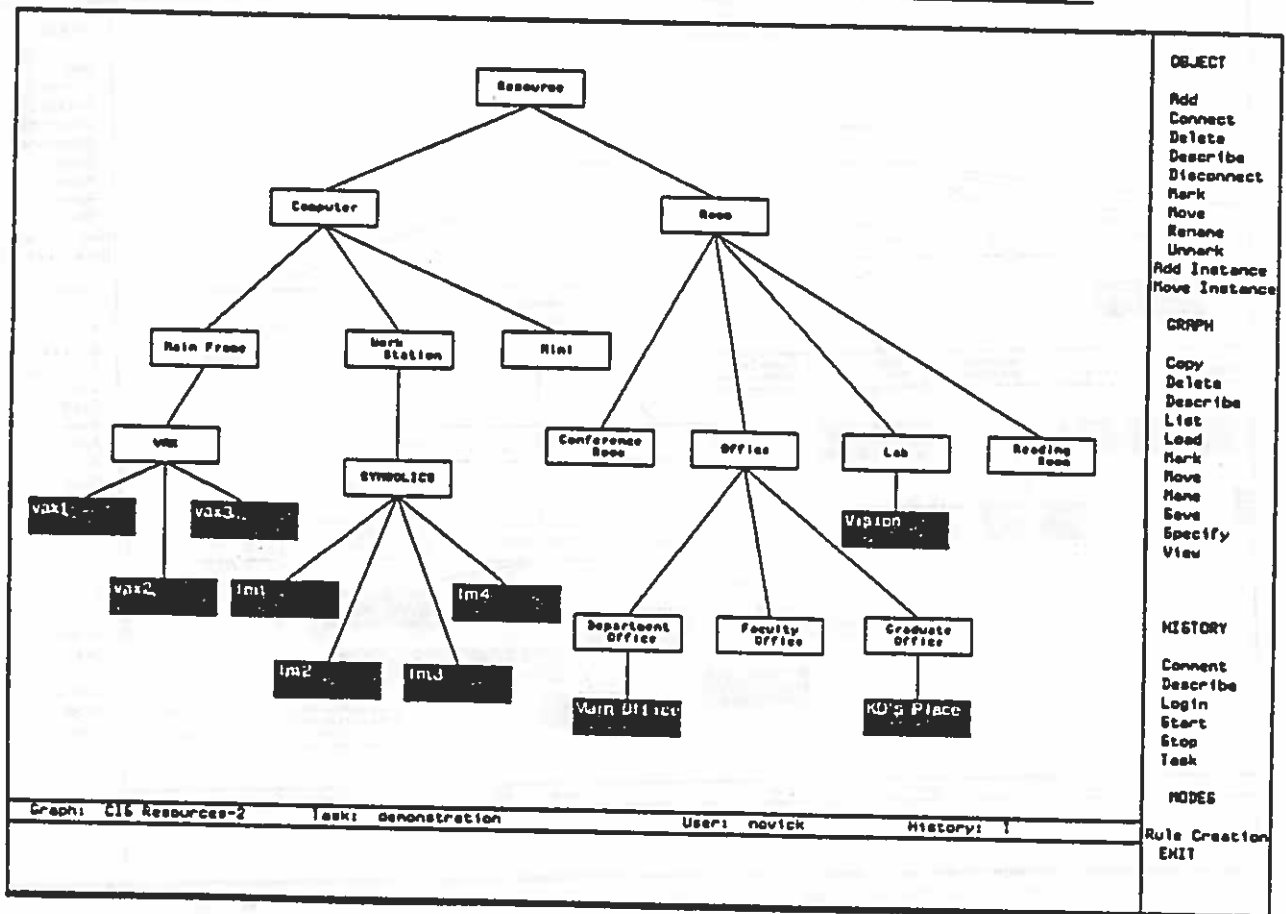 Resource
Computer
Room
Main Frame
Work
Station
Mini
VAX
SYMBOLICS
Conference
Room
Office
Lab
Reading
Room
vax1
vax3
vax2
lm1
lm4
lm2
lm3
Vision
Department
Office
Faculty
Office
Graduate
Office
Main Office
KO's Place
Graph: CIS Resources-2 Task: demonstration User: novick History: T
OBJECT
Add
Connect
Delete
Describe
Disconnect
Mark
Move
Rename
Unmark
Add Instance
Move Instance
GRAPH
Copy
Delete
Describe
List
Load
Mark
Move
Name
Save
Specify
View
HISTORY
Comment
Describe
Login
Start
Stop
Task
MODES
Rule Creation
EXIT